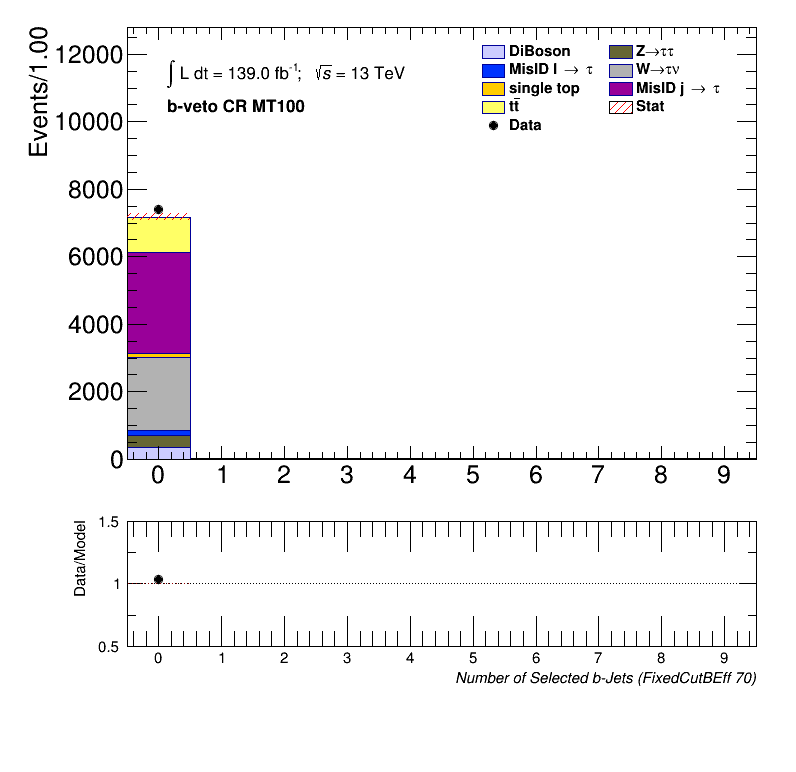 Events/1.00
12000
10000
8000
6000
4000
2000
0
∫ L dt = 139.0 fb⁻¹; √s = 13 TeV
b-veto CR MT100
DiBoson
MisID l → τ
single top
tt̄
Data
Z→ττ
W→τν
MisID j → τ
Stat
0 1 2 3 4 5 6 7 8 9
Data/Model
1.5
1
0.5
0 1 2 3 4 5 6 7 8 9
Number of Selected b-Jets (FixedCutBEff 70)